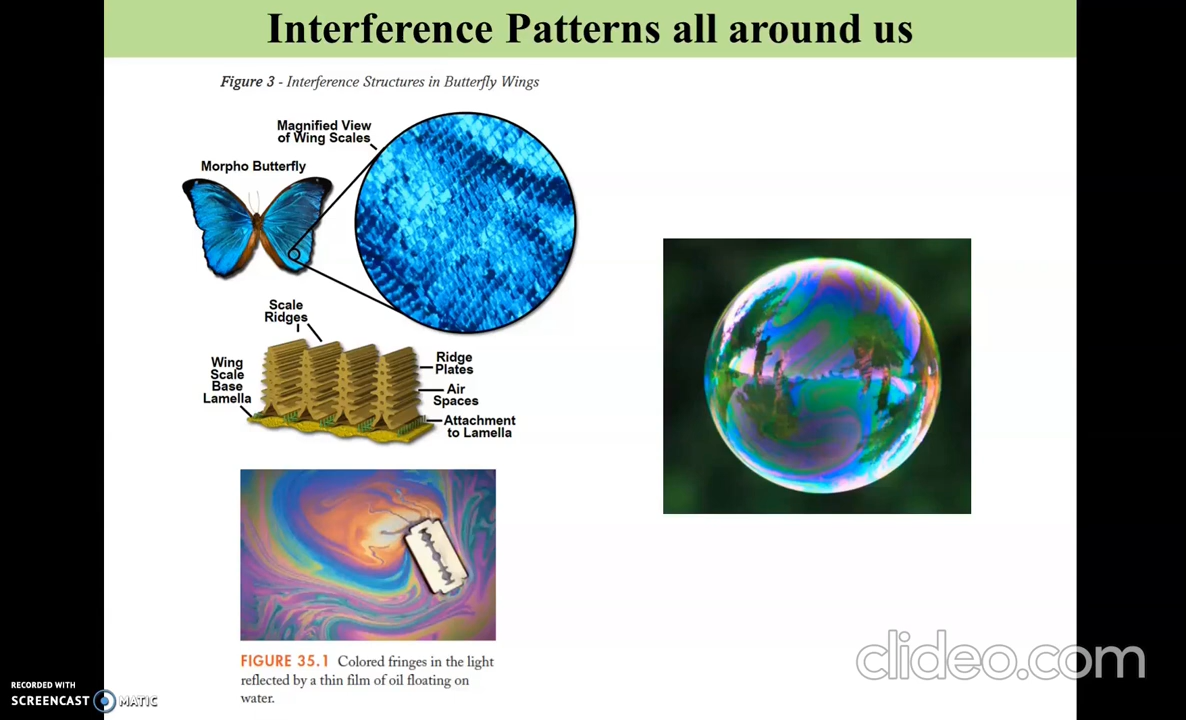 Interference Patterns all around us
Figure 3 - Interference Structures in Butterfly Wings
Magnified View
of Wing Scales
Morpho Butterfly
Scale
Ridges
Wing
Scale
Base
Lamella
Ridge
Plates
Air
Spaces
Attachment
to Lamella
FIGURE 35.1 Colored fringes in the light
reflected by a thin film of oil floating on
water.
RECORDED WITH
SCREENCAST MATIC
clideo.com